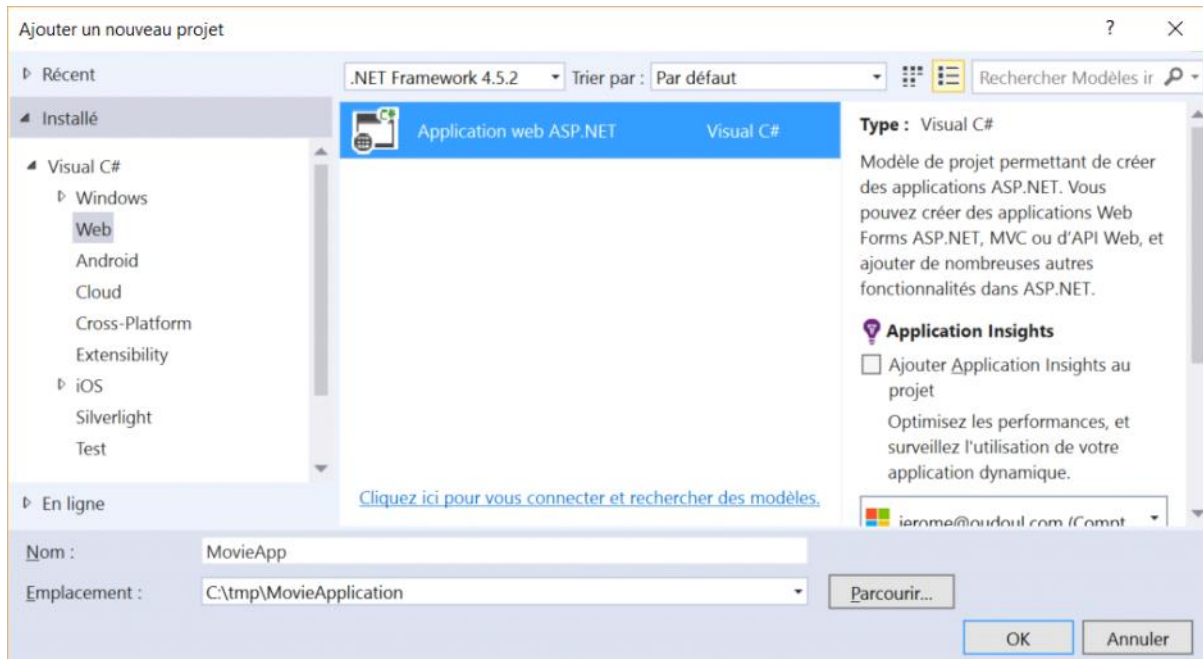 Ajouter un nouveau projet
?
Récent
Installé
Visual C#
Windows
Web
Android
Cloud
Cross-Platform
Extensibility
iOS
Silverlight
Test
En ligne
.NET Framework 4.5.2
Trier par : Par défaut
Rechercher Modèles ir
C#
Application web ASP.NET Visual C#
Cliquez ici pour vous connecter et rechercher des modèles.
Type : Visual C#
Modèle de projet permettant de créer
des applications ASP.NET. Vous
pouvez créer des applications Web
Forms ASP.NET, MVC ou d'API Web, et
ajouter de nombreuses autres
fonctionnalités dans ASP.NET.
Application Insights
Ajouter Application Insights au
projet
Optimisez les performances, et
surveillez l'utilisation de votre
application dynamique.
jerome@oudoul.com (Compt
Nom : MovieApp
Emplacement : C:\tmp\MovieApplication
Parcourir...
OK Annuler